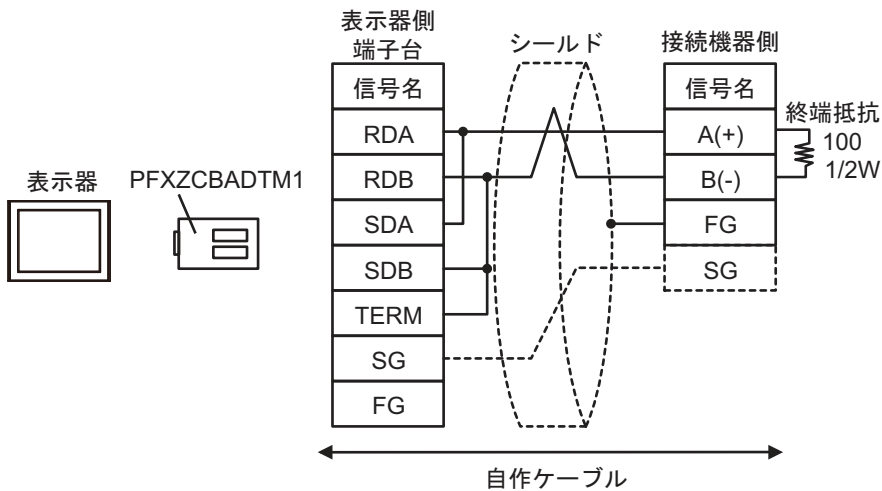 表示器側
端子台
シールド
接続機器側
信号名
信号名
RDA
A(+)
終端抵抗
100
1/2W
RDB
B(-)
表示器
PFXZCBADTM1
SDA
FG
SDB
SG
TERM
SG
FG
自作ケーブル